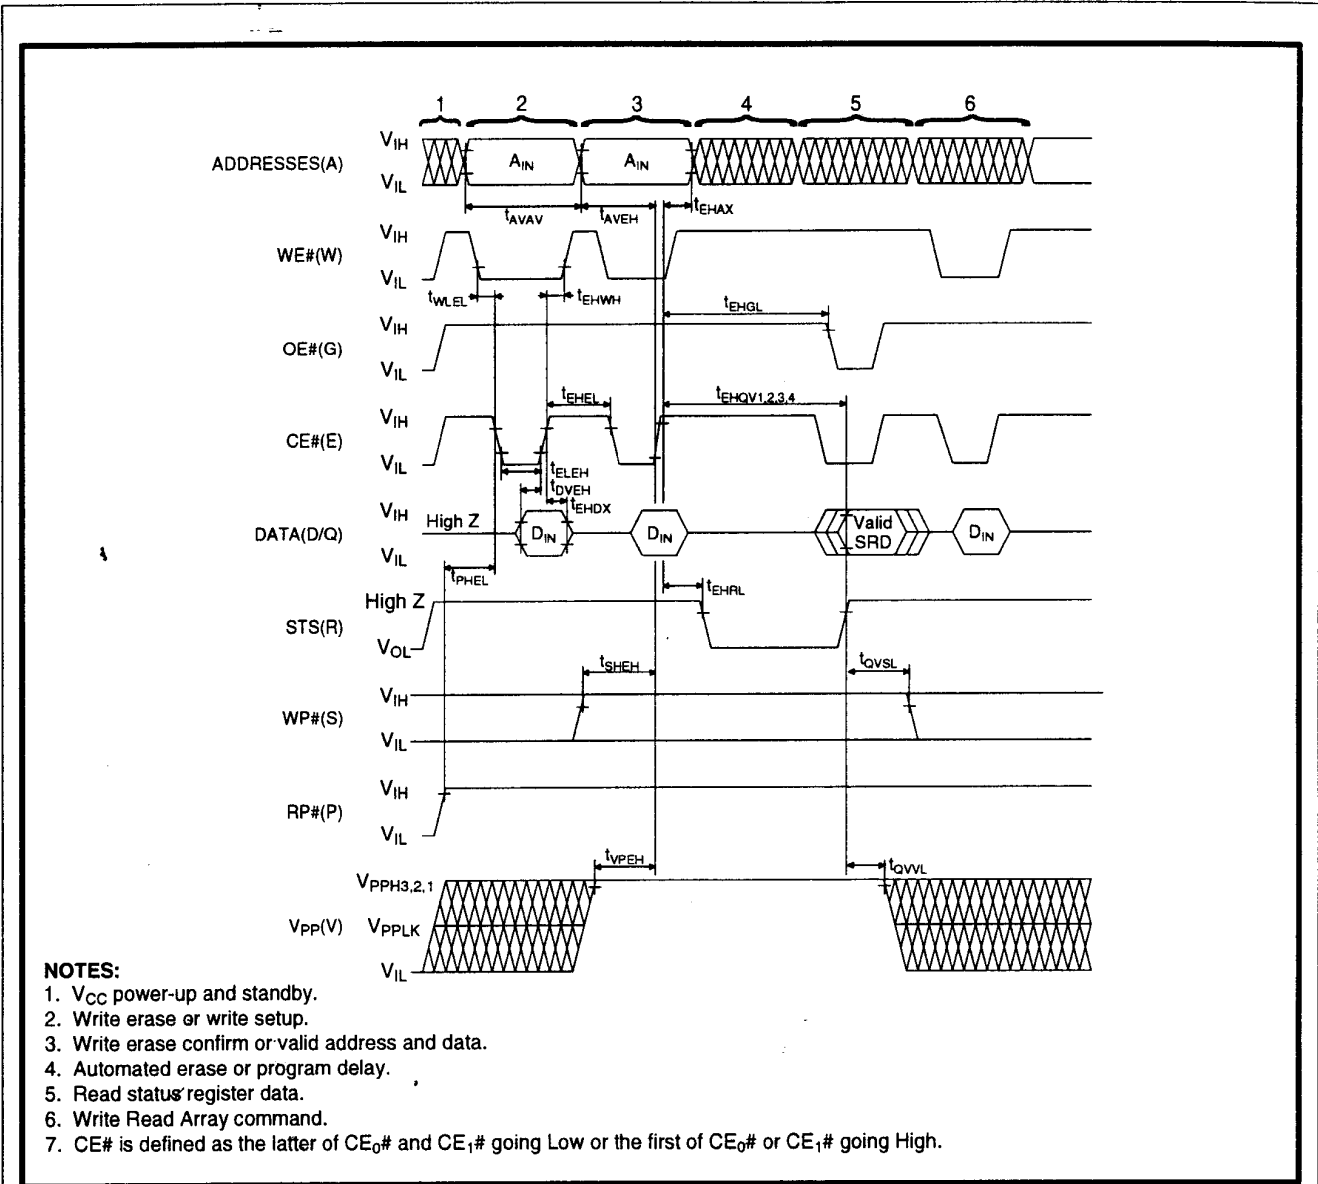 1 2 3 4 5 6
ADDRESSES(A) VIH VIL AIN AIN
tAVAV tAVEH tEHAX
WE#(W) VIH VIL
tWLEL tEHWH
OE#(G) VIH VIL
tEHGL
CE#(E) VIH VIL
tEHEL tEHQV1,2,3,4
tELEH
tDVEH
tEHDX
DATA(D/Q) VIH High Z VIL DIN DIN Valid SRD DIN
tPHEL
tEHRL
STS(R) High Z VOL
tSHEH tQVSL
WP#(S) VIH VIL
RP#(P) VIH VIL
tVPEH tQVVL
VPP(V) VPPH3,2,1 VPPLK VIL
NOTES:
1. VCC power-up and standby.
2. Write erase or write setup.
3. Write erase confirm or valid address and data.
4. Automated erase or program delay.
5. Read status register data.
6. Write Read Array command.
7. CE# is defined as the latter of CE0# and CE1# going Low or the first of CE0# or CE1# going High.